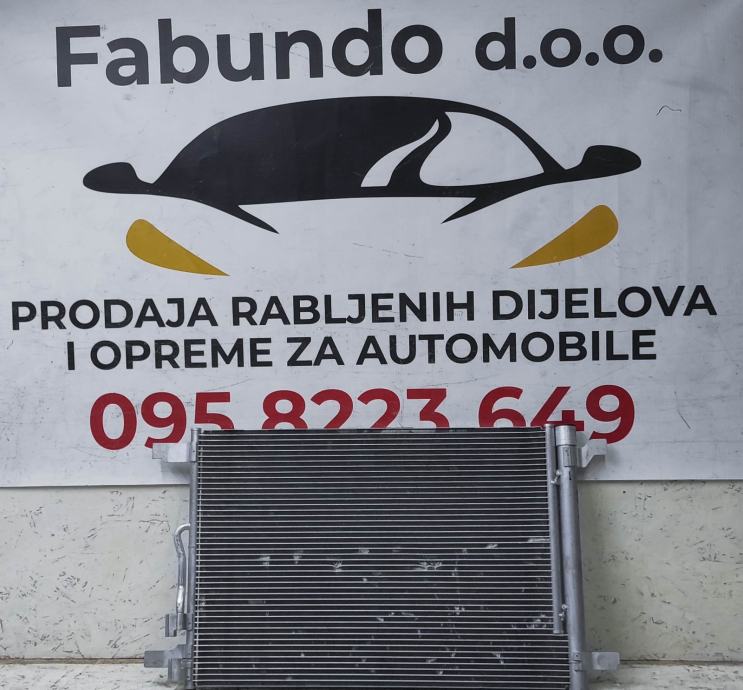 Fabundo d.o.o.
PRODAJA RABLJENIH DIJELOVA
I OPREME ZA AUTOMOBILE
095 8223 649